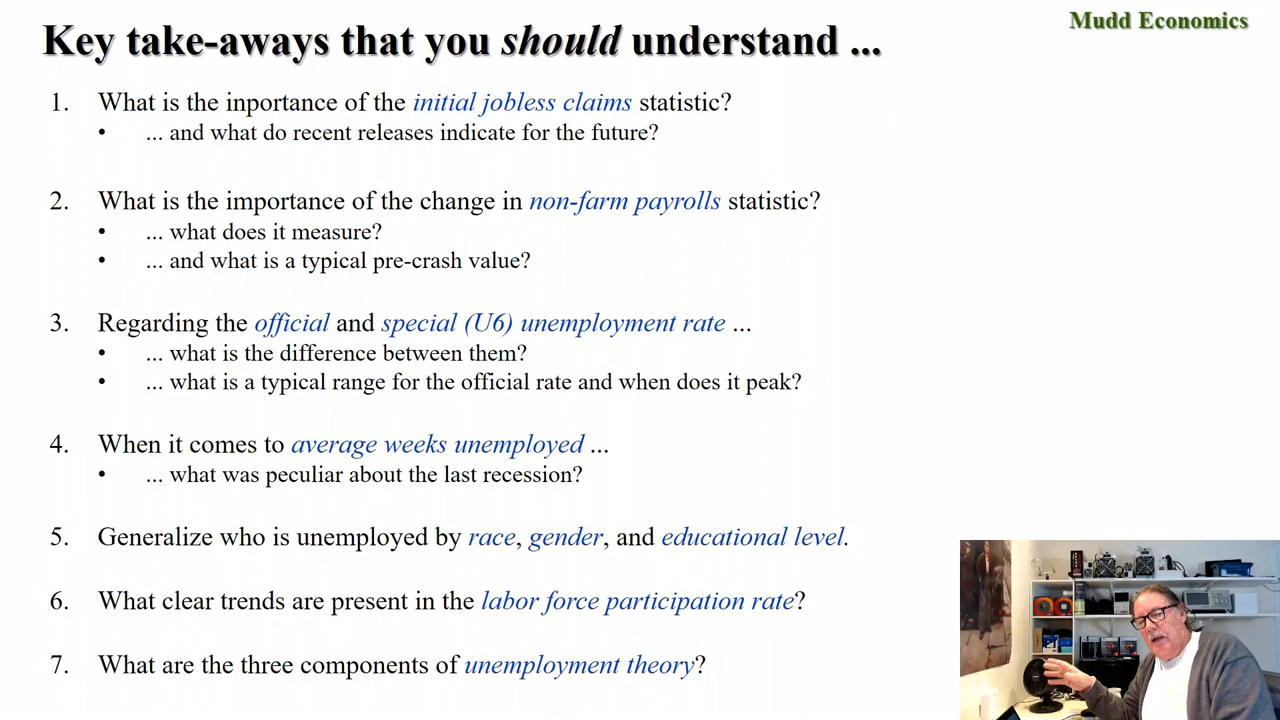 Key take-aways that you should understand ...
Mudd Economics
1. What is the inportance of the initial jobless claims statistic?
• ... and what do recent releases indicate for the future?
2. What is the importance of the change in non-farm payrolls statistic?
• ... what does it measure?
• ... and what is a typical pre-crash value?
3. Regarding the official and special (U6) unemployment rate ...
• ... what is the difference between them?
• ... what is a typical range for the official rate and when does it peak?
4. When it comes to average weeks unemployed ...
• ... what was peculiar about the last recession?
5. Generalize who is unemployed by race, gender, and educational level.
6. What clear trends are present in the labor force participation rate?
7. What are the three components of unemployment theory?